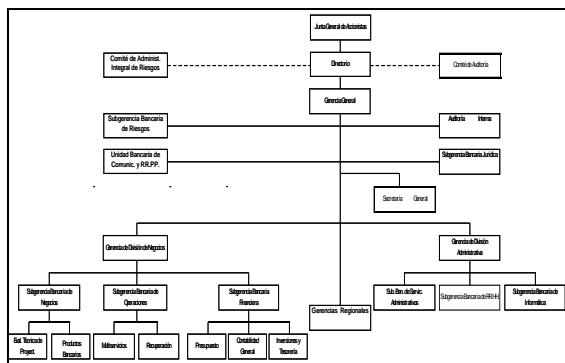 Junta General de Accionistas
Comité de Administ.
Integral de Riesgos
Directorio
Comité de Auditoría
Gerencia General
Subgerencia Bancaria
de Riesgos
Auditoría Interna
Unidad Bancaria de
Comunic. y RR.PP.
Subgerencia Bancaria Jurídica
Secretaría General
Gerencia de División de Negocios
Gerencia de División
Administrativa
Subgerencia Bancaria de
Negocios
Subgerencia Bancaria de
Operaciones
Subgerencia Bancaria
Financiera
Gerencias Regionales
Sub. Ban. de Servic.
Administrativos
Subgerencia Bancaria de RR.HH.
Subgerencia Bancaria de
Informática
Eval. Técnica de
Project.
Productos
Bancarios
Multiservicios
Recuperación
Presupuesto
Contabilidad
General
Inversiones y
Tesorería